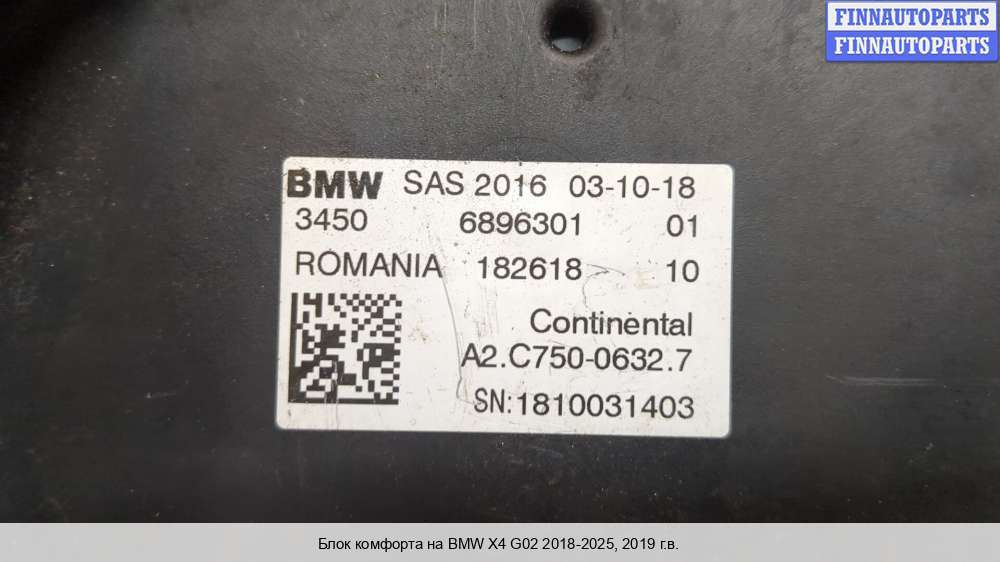 FINNAUTOPARTS
FINNAUTOPARTS
BMW SAS 2016 03-10-18
3450 6896301 01
ROMANIA 182618 10
Continental
A2.C750-0632.7
SN:1810031403
Блок комфорта на BMW X4 G02 2018-2025, 2019 г.в.